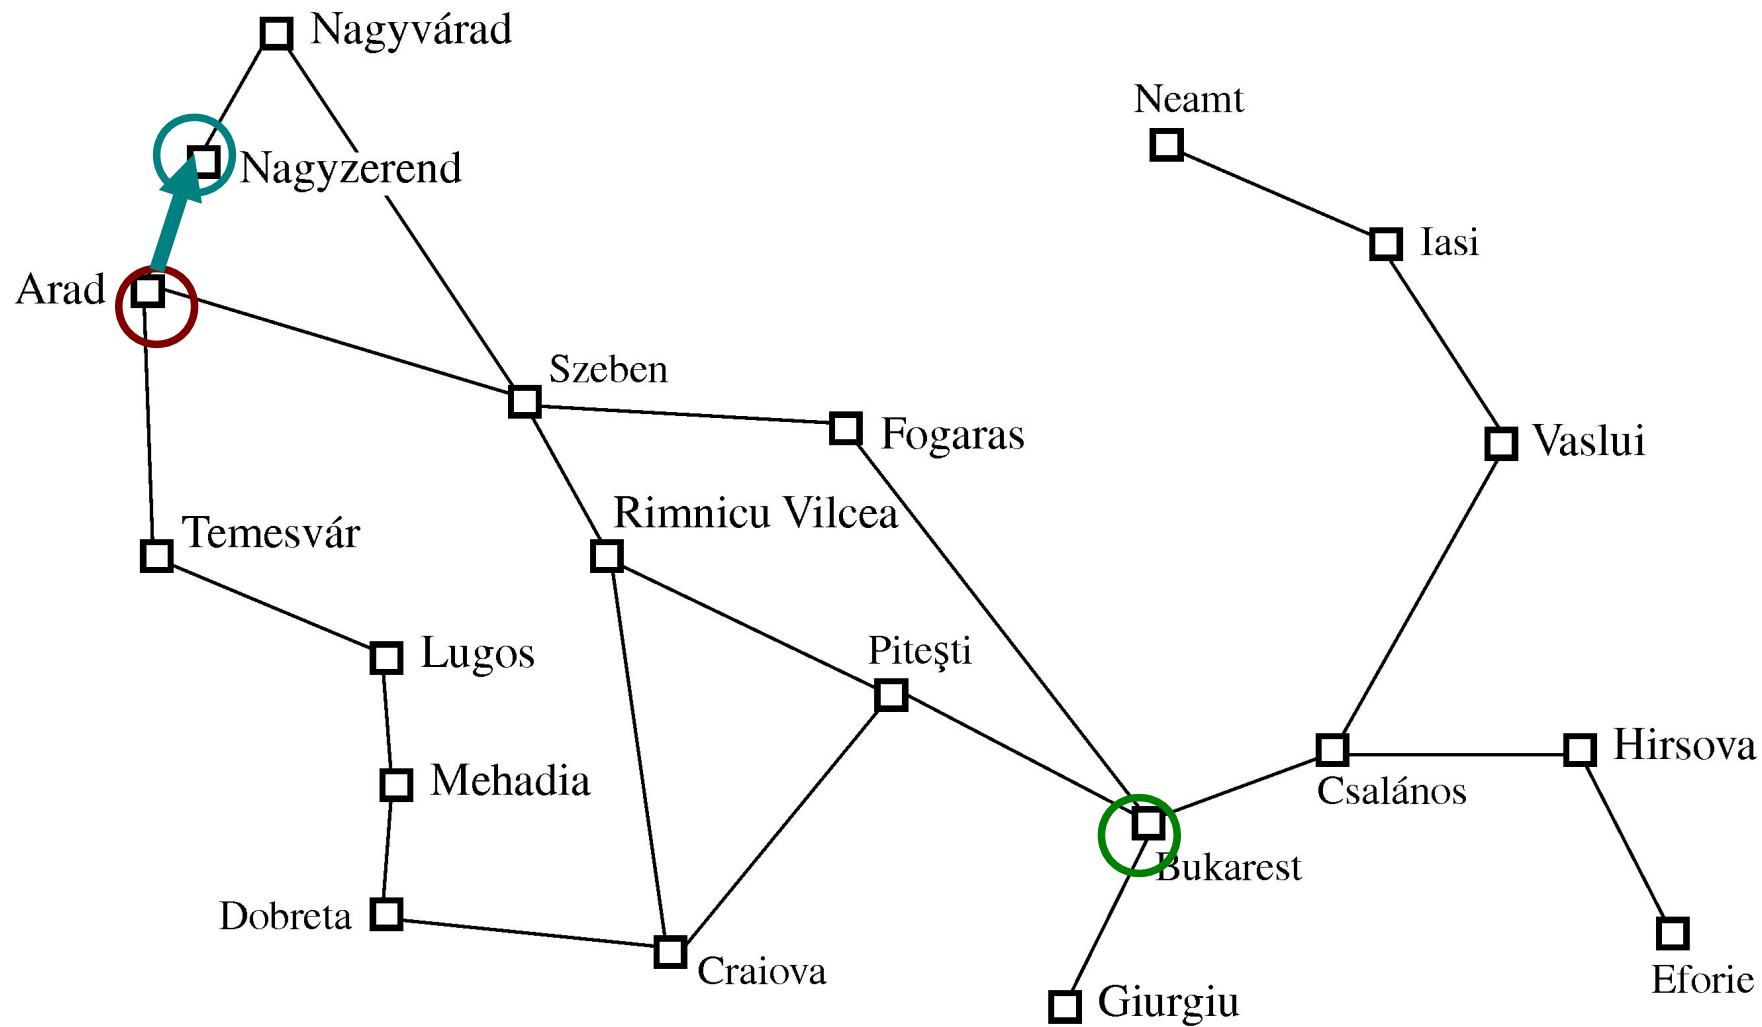 Nagyvárad
Neamt
Nagyzerend
Iasi
Arad
Szeben
Fogaras
Vaslui
Rimnicu Vilcea
Temesvár
Lugos
Piteşti
Hirsova
Mehadia
Csalános
Bukarest
Dobreta
Craiova
Eforie
Giurgiu